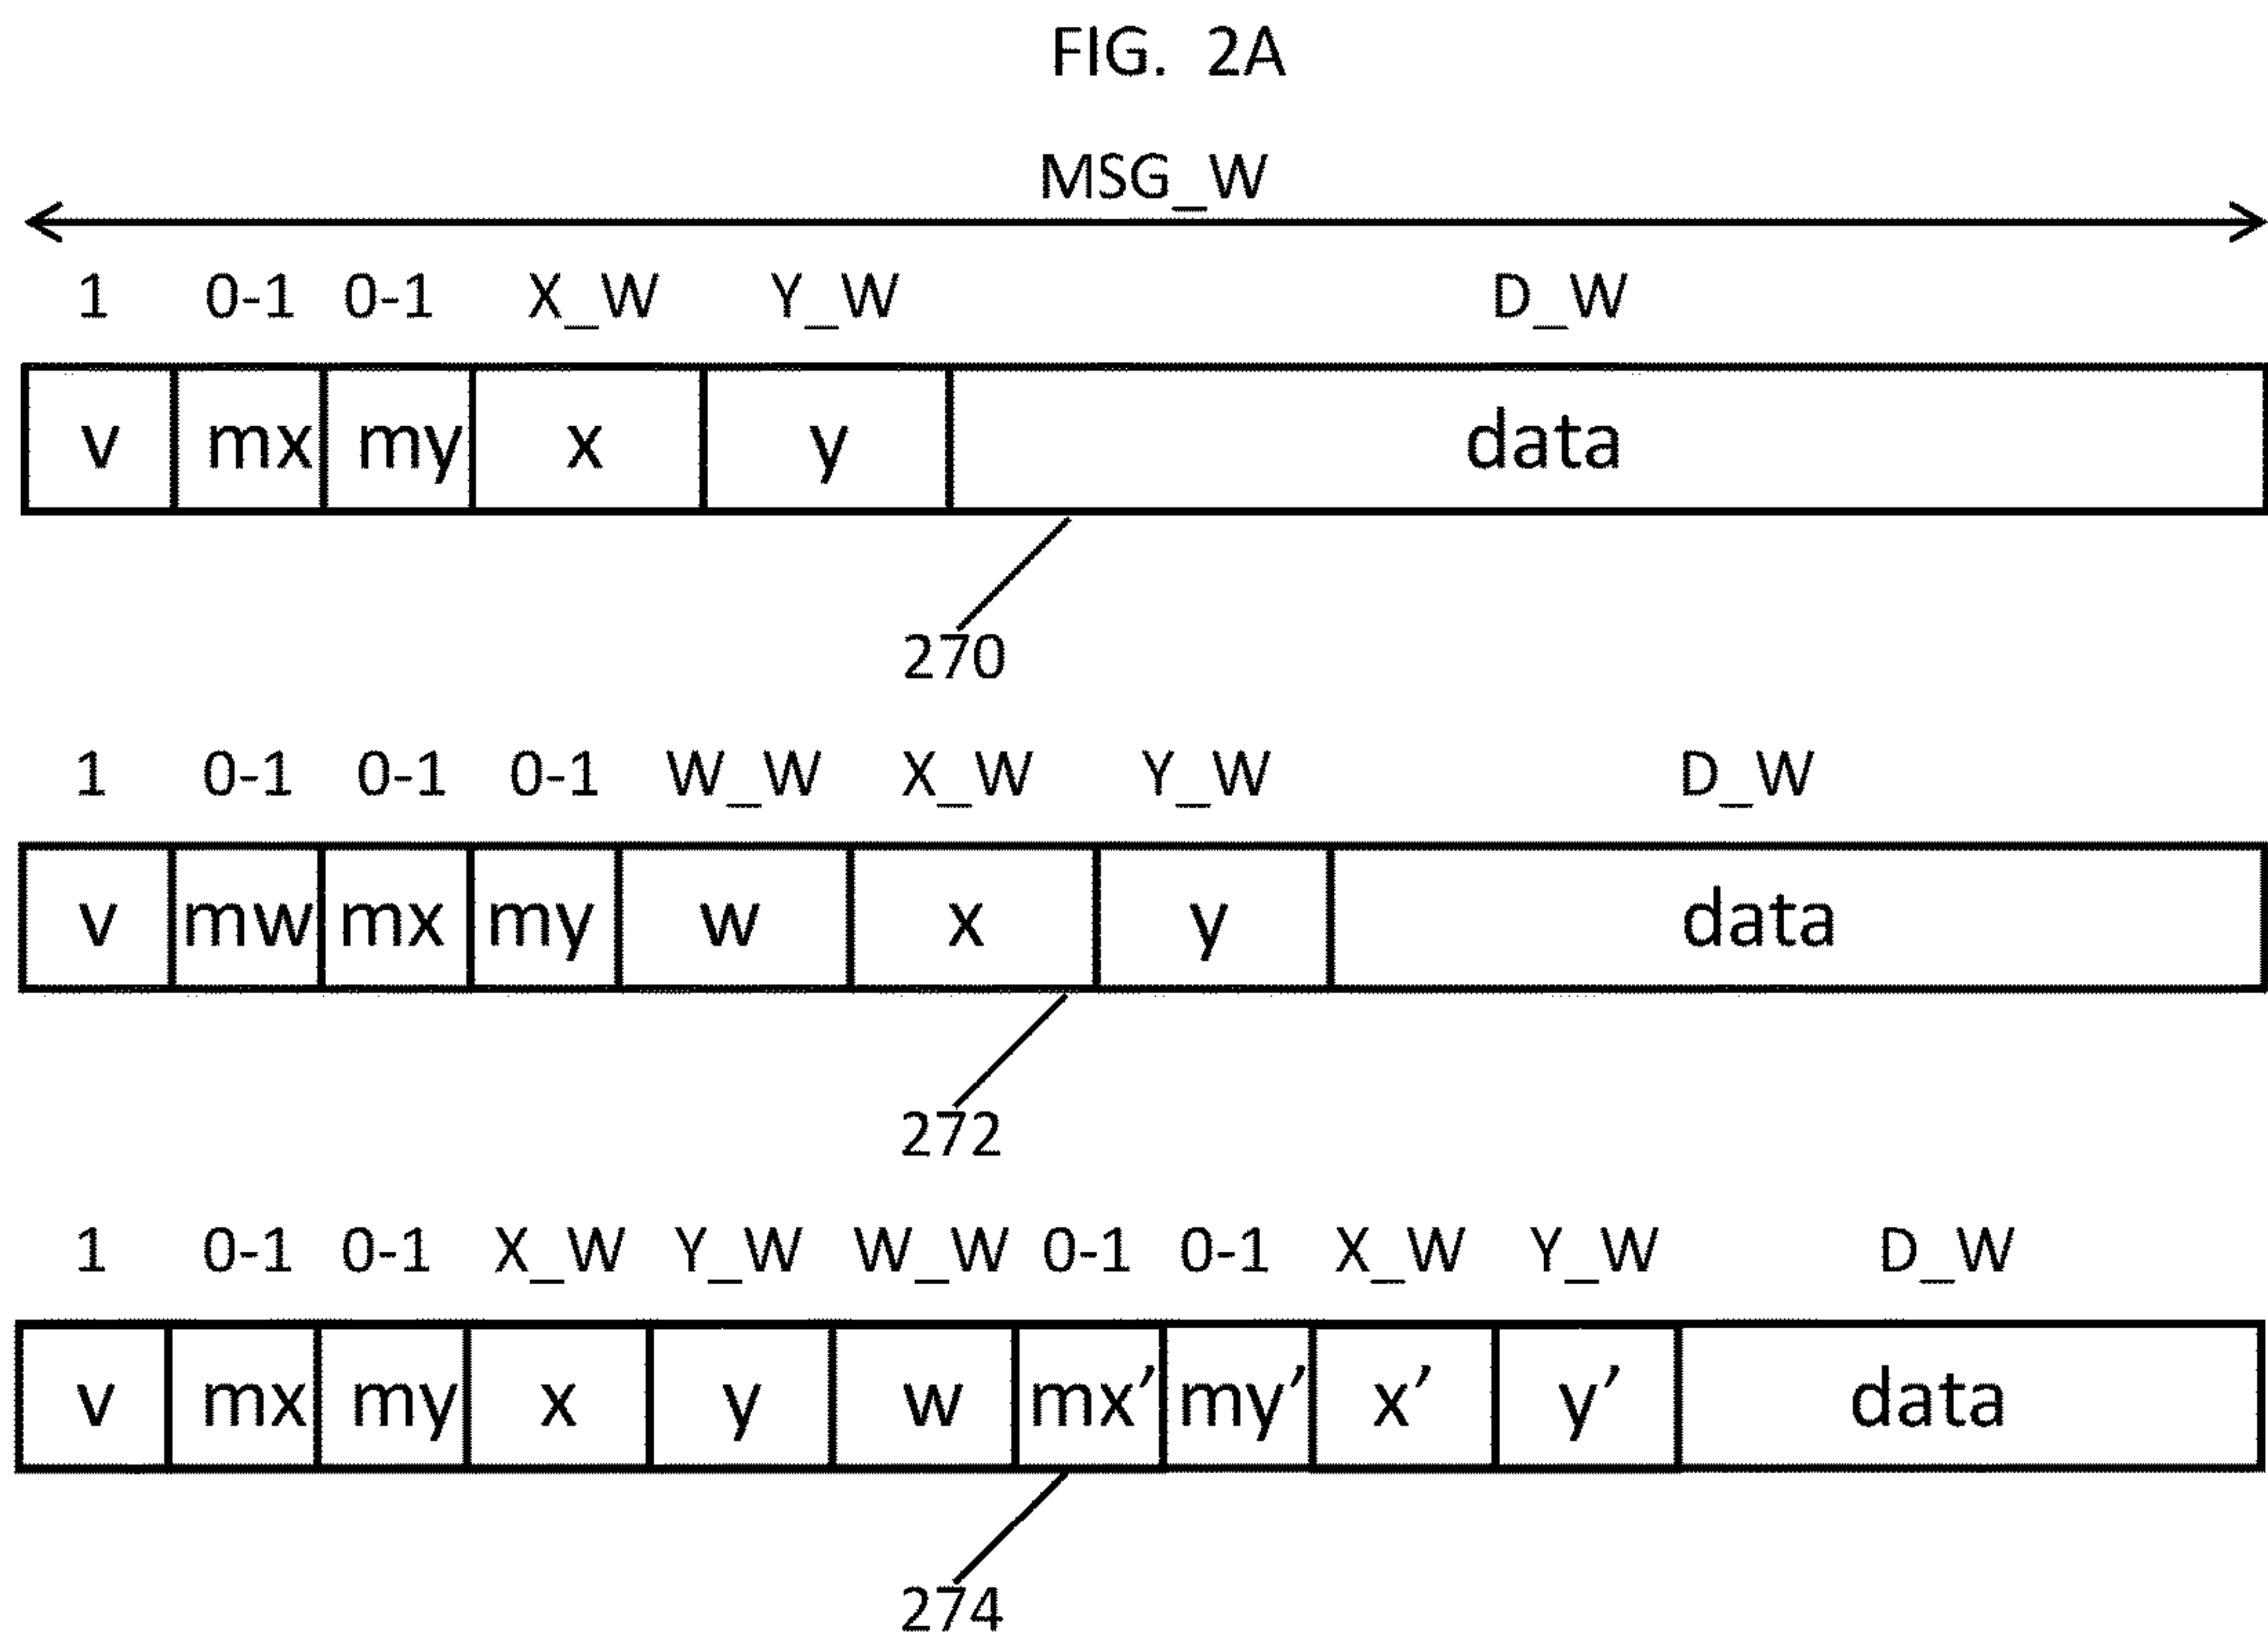 FIG. 2A
MSG_W
1 0-1 0-1 X_W Y_W D_W
v mx my x y data
270
1 0-1 0-1 0-1 W_W X_W Y_W D_W
v mw mx my w x y data
272
1 0-1 0-1 X_W Y_W W_W 0-1 0-1 X_W Y_W D_W
v mx my x y w mx’ my’ x’ y’ data
274